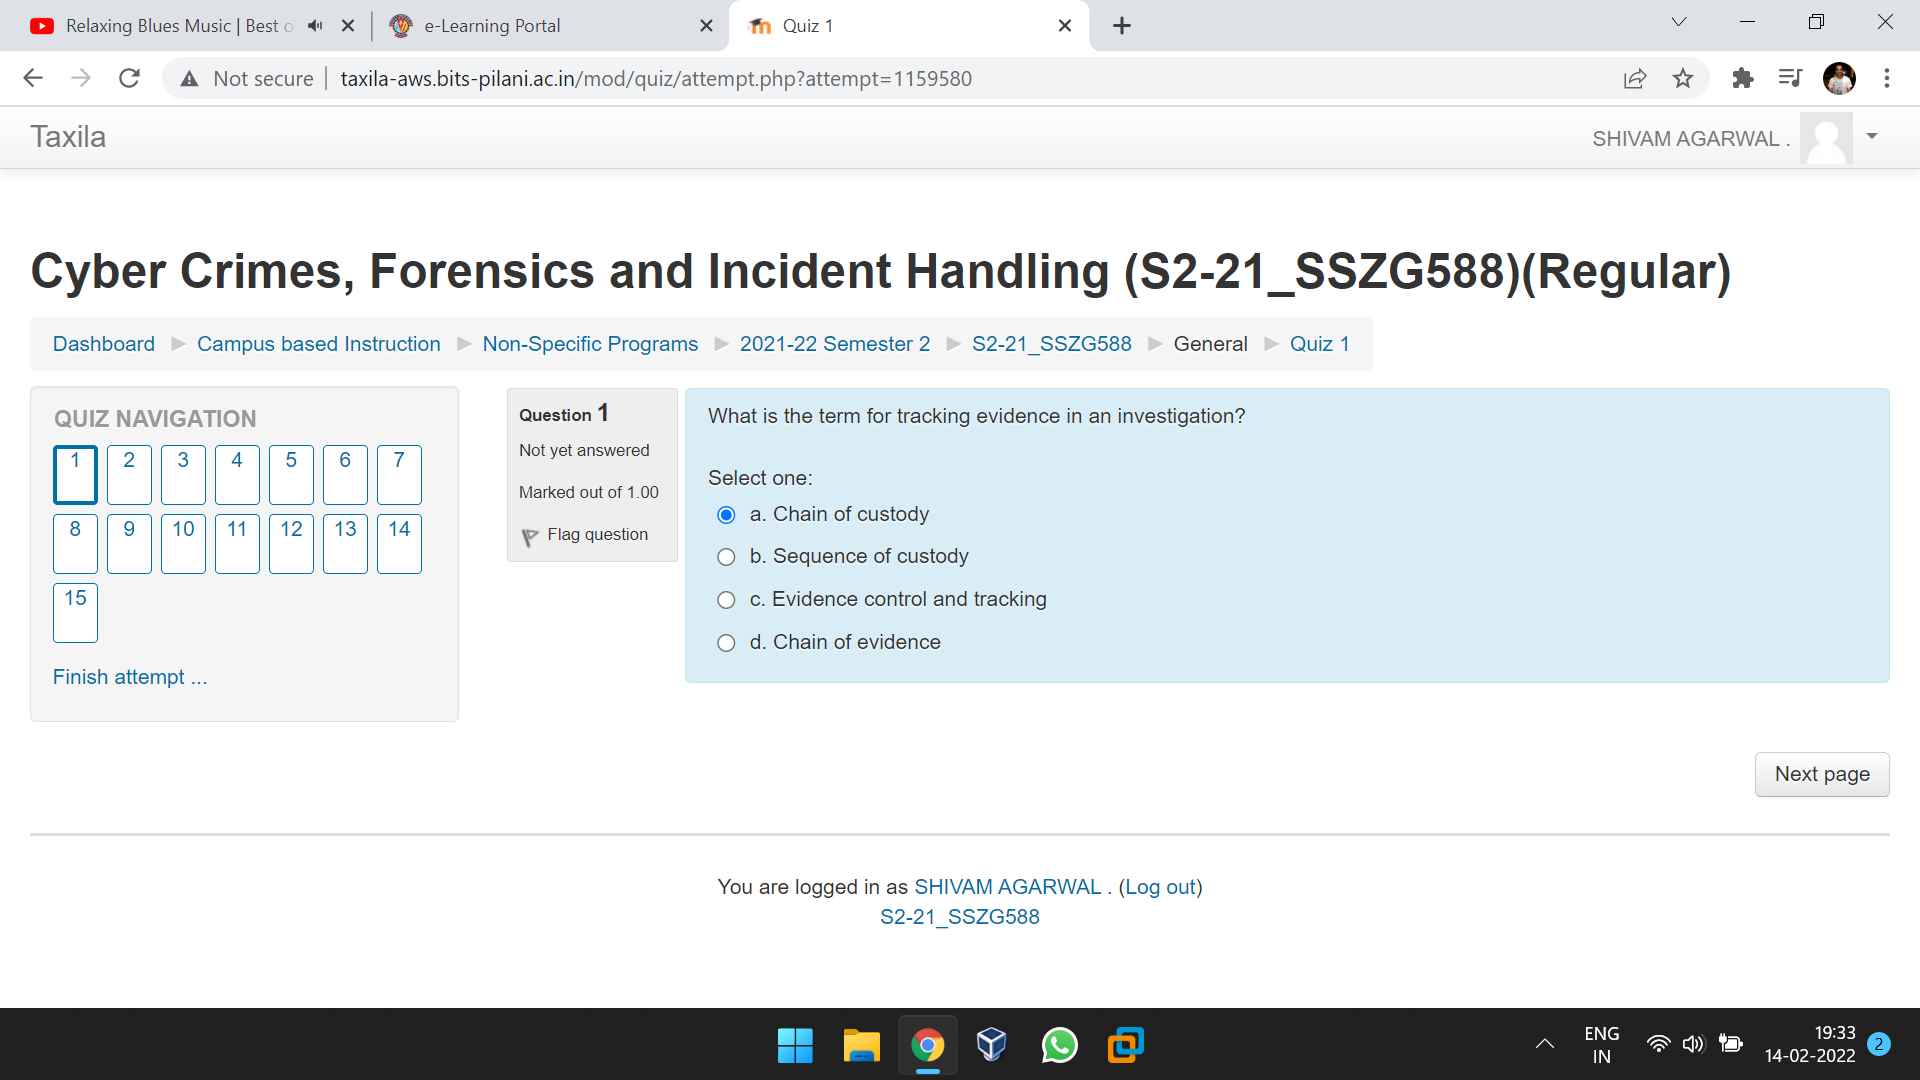 Relaxing Blues Music | Best o
e-Learning Portal
Quiz 1
Not secure
taxila-aws.bits-pilani.ac.in/mod/quiz/attempt.php?attempt=1159580
Taxila
SHIVAM AGARWAL .
Cyber Crimes, Forensics and Incident Handling (S2-21_SSZG588)(Regular)
Dashboard ► Campus based Instruction ► Non-Specific Programs ► 2021-22 Semester 2 ► S2-21_SSZG588 ► General ► Quiz 1
QUIZ NAVIGATION
1 2 3 4 5 6 7
8 9 10 11 12 13 14
15
Finish attempt ...
Question 1
Not yet answered
Marked out of 1.00
Flag question
What is the term for tracking evidence in an investigation?
Select one:
a. Chain of custody
b. Sequence of custody
c. Evidence control and tracking
d. Chain of evidence
Next page
You are logged in as SHIVAM AGARWAL . (Log out)
S2-21_SSZG588
ENG
IN
19:33
14-02-2022
2